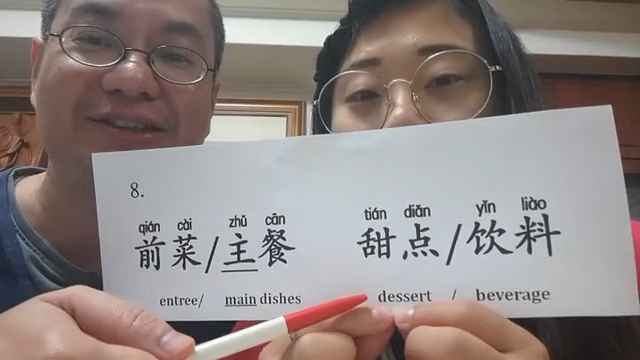 8.
qián cài zhǔ cān tián diǎn yǐn liào
前菜/主餐 甜点/饮料
entree/ main dishes dessert / beverage